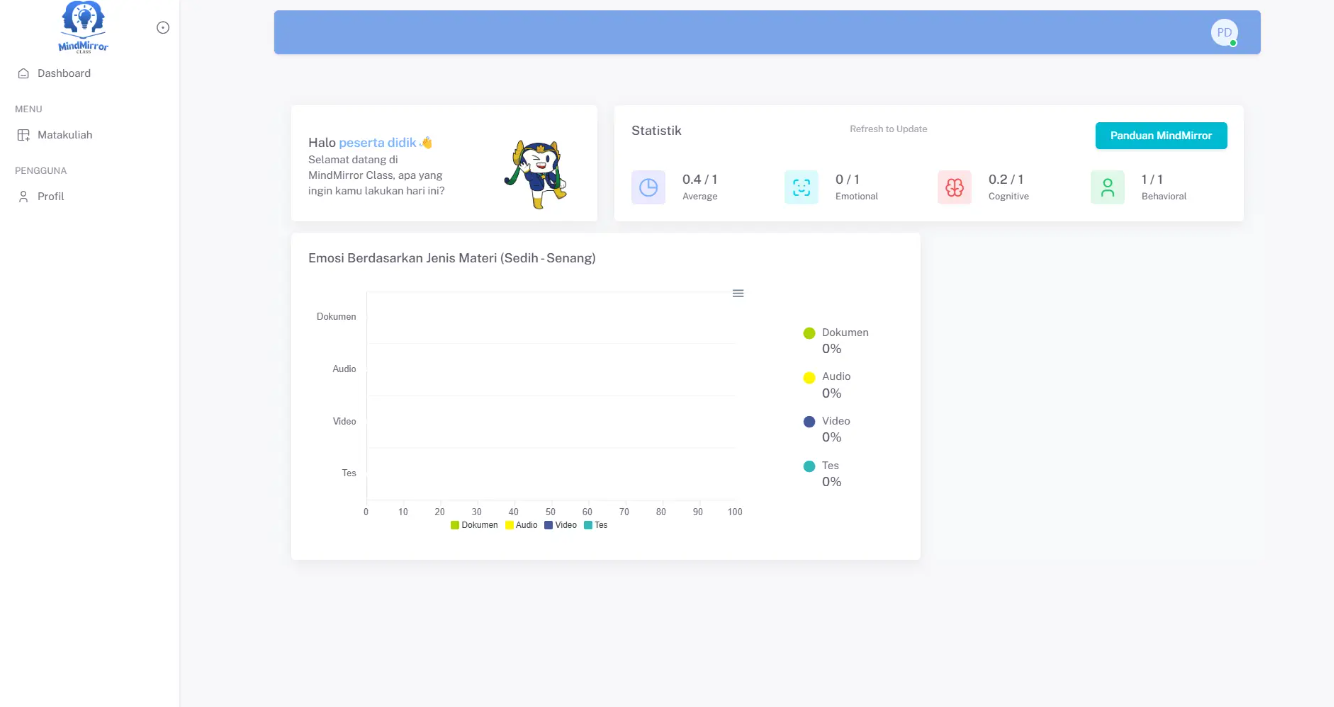 MindMirror
CLASS
Dashboard
MENU
Matakuliah
PENGGUNA
Profil
PD
Halo peserta didik 👋
Selamat datang di
MindMirror Class, apa yang
ingin kamu lakukan hari ini?
Statistik
Refresh to Update
Panduan MindMirror
0.4 / 1
Average
0 / 1
Emotional
0.2 / 1
Cognitive
1 / 1
Behavioral
Emosi Berdasarkan Jenis Materi (Sedih - Senang)
Dokumen
Audio
Video
Tes
0 10 20 30 40 50 60 70 80 90 100
Dokumen Audio Video Tes
Dokumen
0%
Audio
0%
Video
0%
Tes
0%